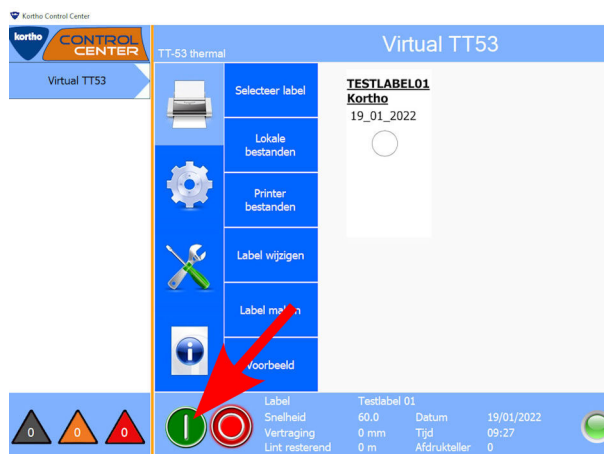 Kortho Control Center
kortho
CONTROL
CENTER
TT-53 thermal
Virtual TT53
Virtual TT53
Selecteer label
Lokale
bestanden
Printer
bestanden
Label wijzigen
Label
Voorbeeld
TESTLABEL01
Kortho
19_01_2022
0
0
0
Label Testlabel 01
Snelheid 60.0 Datum 19/01/2022
Vertraging 0 mm Tijd 09:27
Lint resterend 0 m Afdrukteller 0